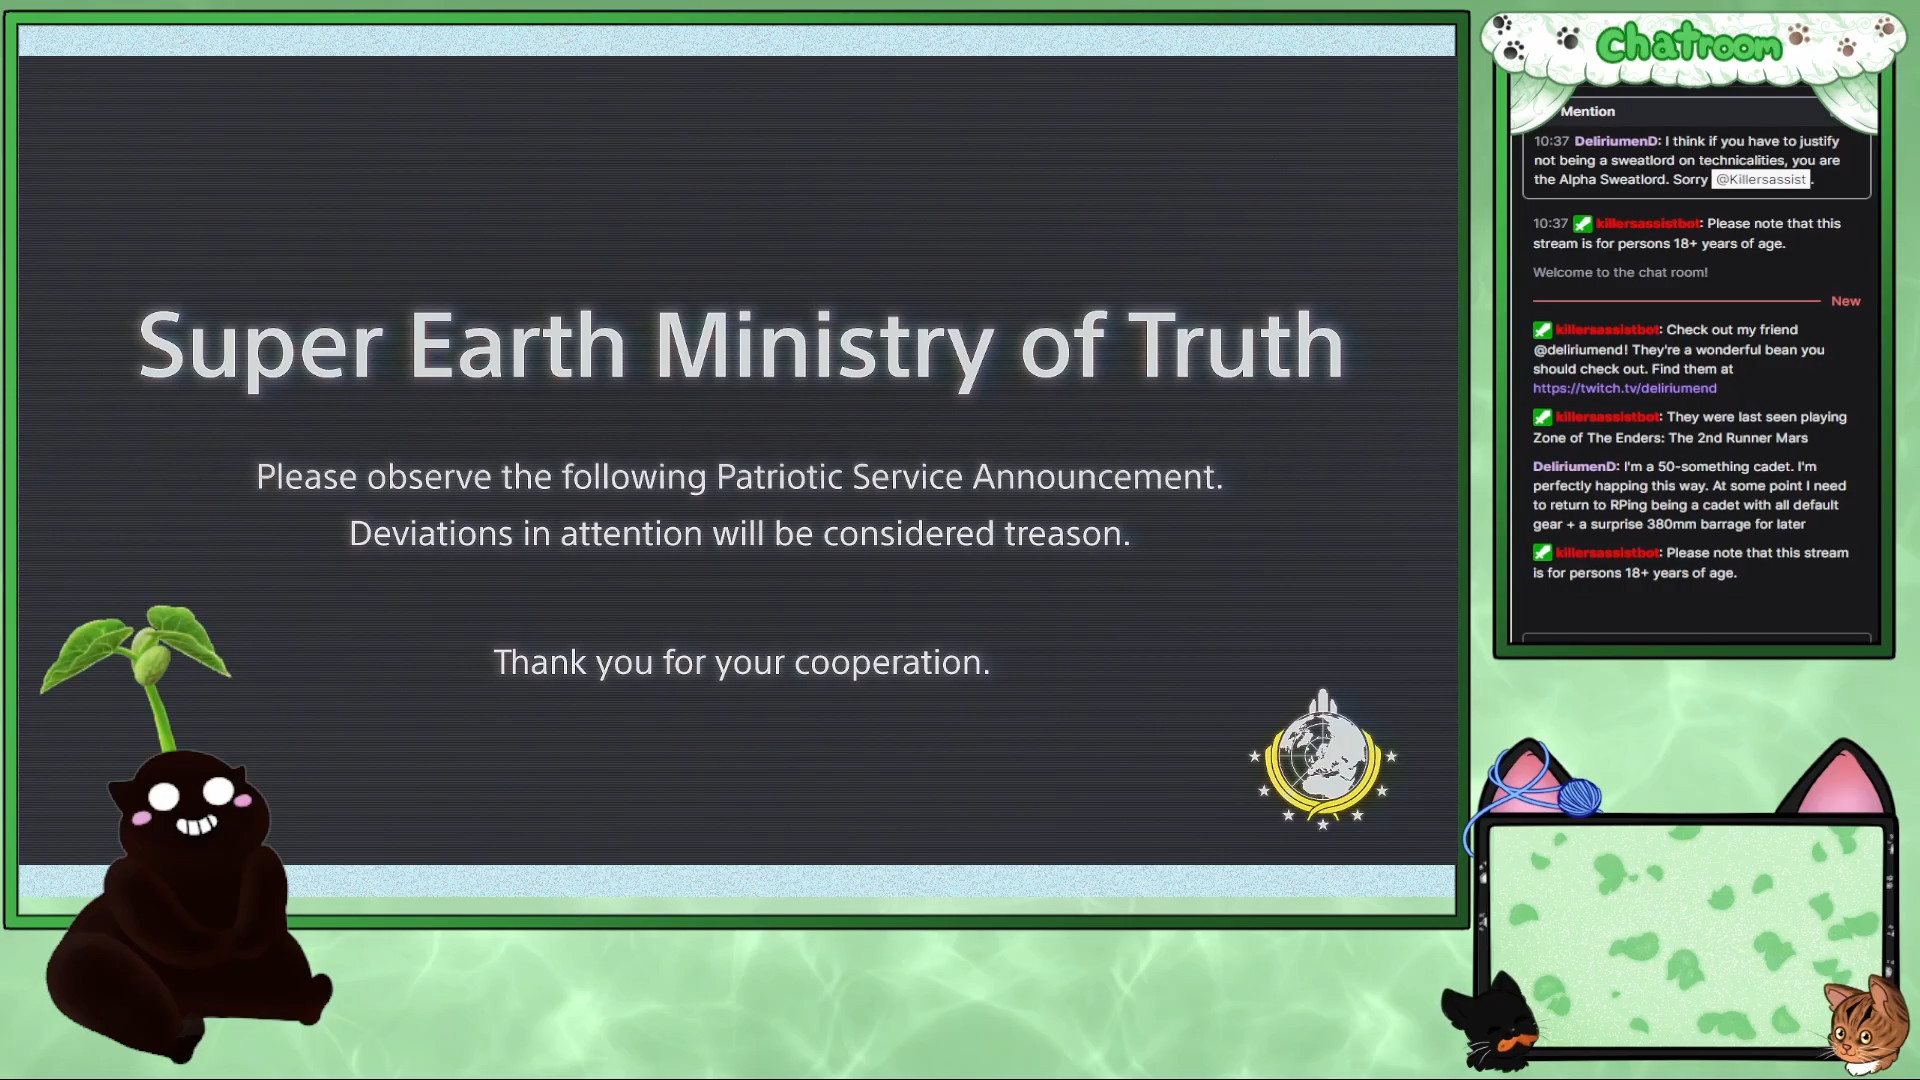 Super Earth Ministry of Truth
Please observe the following Patriotic Service Announcement.
Deviations in attention will be considered treason.
Thank you for your cooperation.
Chatroom
Mention
10:37 DeliriumenD: I think if you have to justify
not being a sweatlord on technicalities, you are
the Alpha Sweatlord. Sorry @Killersassist.
10:37 killersassistbot: Please note that this
stream is for persons 18+ years of age.
Welcome to the chat room!
New
killersassistbot: Check out my friend
@deliriumend! They're a wonderful bean you
should check out. Find them at
https://twitch.tv/deliriumend
killersassistbot: They were last seen playing
Zone of The Enders: The 2nd Runner Mars
DeliriumenD: I'm a 50-something cadet. I'm
perfectly happing this way. At some point I need
to return to RPing being a cadet with all default
gear + a surprise 380mm barrage for later
killersassistbot: Please note that this stream
is for persons 18+ years of age.